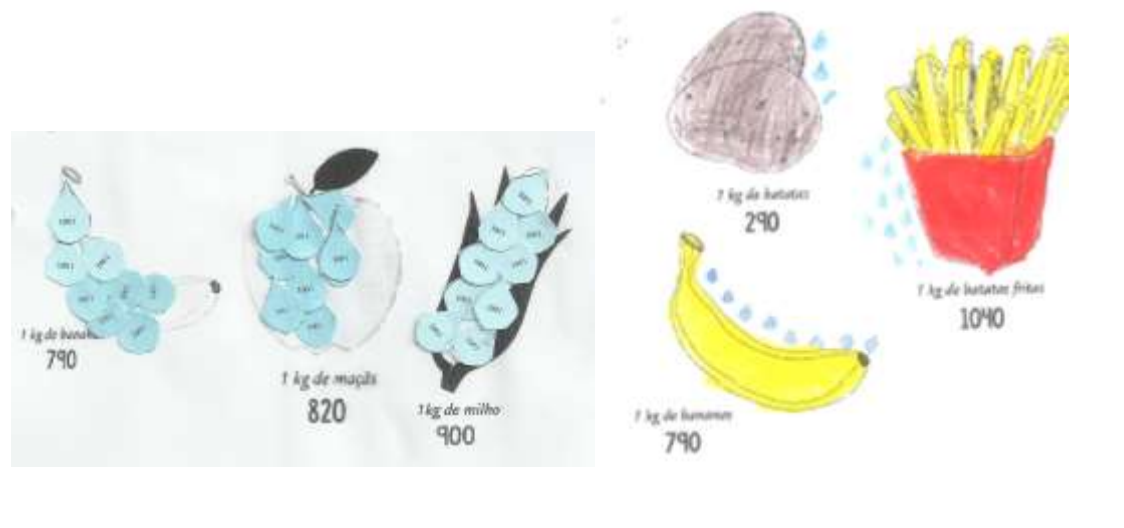 1 kg de
790
1 kg de maçãs
820
1kg de milho
900
1 kg de batatas
290
1 kg de batatas fritas
1040
1 kg de bananas
790